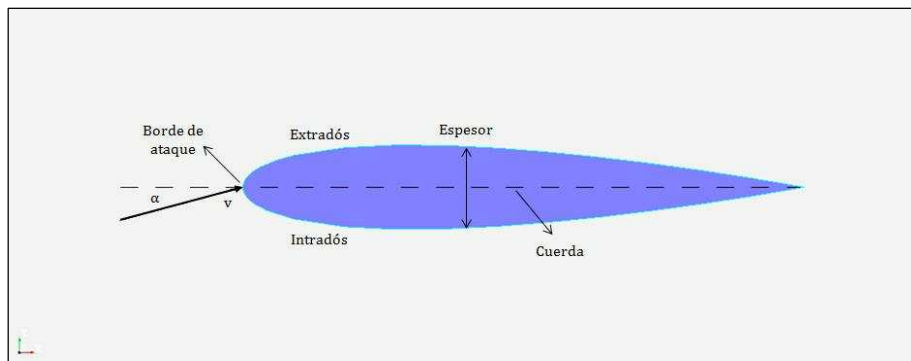 Borde de
ataque
Extradós
Espesor
α
v
Intradós
Cuerda